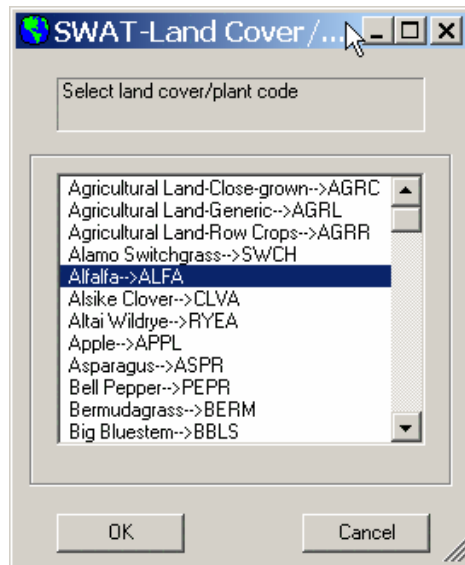 SWAT-Land Cover/...
Select land cover/plant code
Agricultural Land-Close-grown-->AGRC
Agricultural Land-Generic-->AGRL
Agricultural Land-Row Crops-->AGRR
Alamo Switchgrass-->SWCH
Alfalfa-->ALFA
Alsike Clover-->CLVA
Altai Wildrye-->RYEA
Apple-->APPL
Asparagus-->ASPR
Bell Pepper-->PEPR
Bermudagrass-->BERM
Big Bluestem-->BBLS
OK Cancel